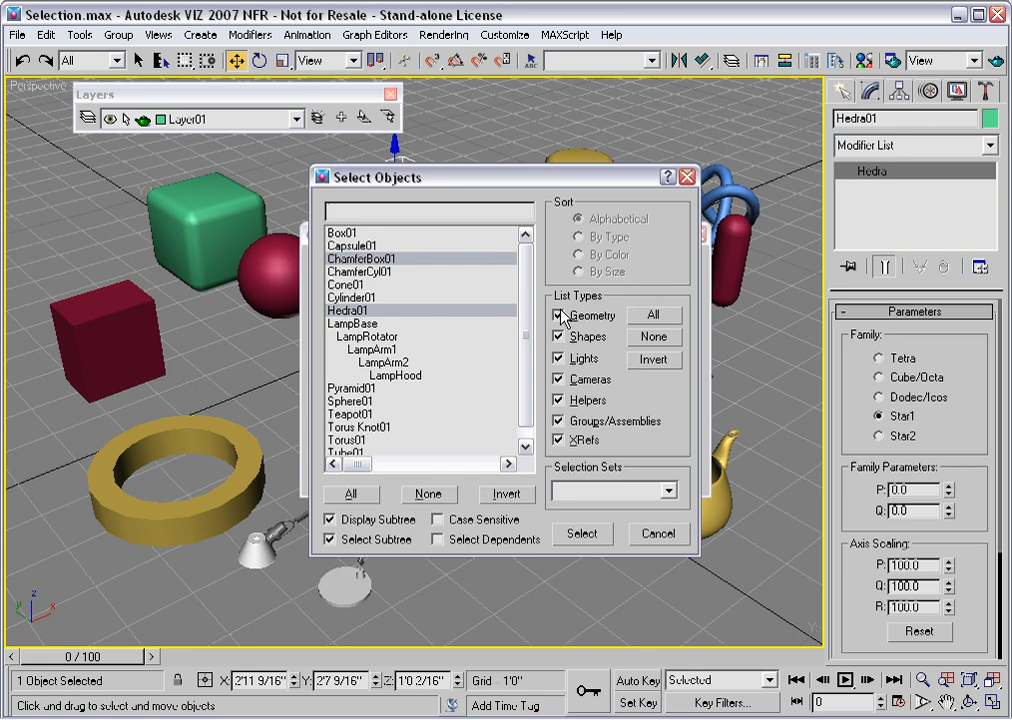 Selection.max - Autodesk VIZ 2007 NFR - Not for Resale - Stand-alone License
File Edit Tools Group Views Create Modifiers Animation Graph Editors Rendering Customize MAXScript Help
All View View
Perspective
Layers
Layer01
Hedra01
Modifier List
Hedra
Select Objects
Box01
Capsule01
ChamferBox01
ChamferCyl01
Cone01
Cylinder01
Hedra01
LampBase
LampRotator
LampArm1
LampArm2
LampHood
Pyramid01
Sphere01
Teapot01
Torus Knot01
Torus01
Tube01
All None Invert
Display Subtree Case Sensitive
Select Subtree Select Dependents
Sort
Alphabetical
By Type
By Color
By Size
List Types
Geometry All
Shapes None
Lights Invert
Cameras
Helpers
Groups/Assemblies
XRefs
Selection Sets
Select Cancel
- Parameters
Family:
Tetra
Cube/Octa
Dodec/Icos
Star1
Star2
Family Parameters:
P: 0.0
Q: 0.0
Axis Scaling:
P: 100.0
Q: 100.0
R: 100.0
Reset
z
y x
< 0 / 100 >
1 Object Selected X: 2'11 9/16" Y: 2'7 9/16" Z: 1'0 2/16" Grid = 1'0" Auto Key Selected
Click and drag to select and move objects Add Time Tag Set Key Key Filters... 0